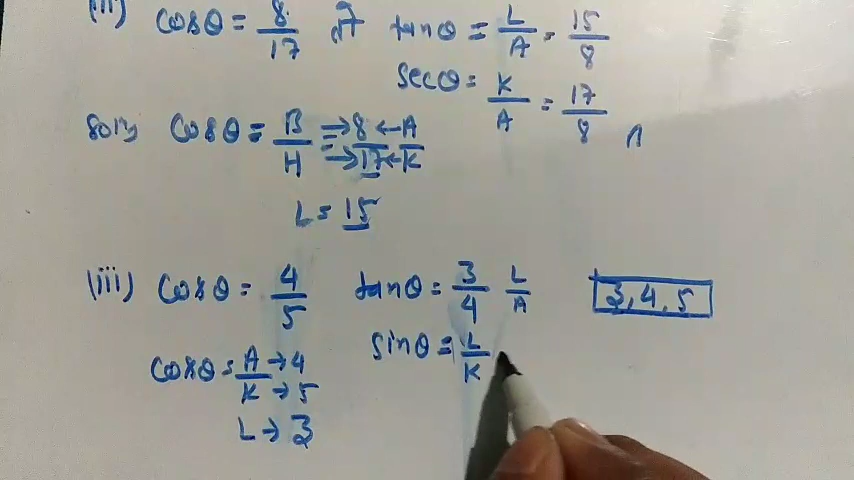 (ii) cosθ = 8/17 तो tanθ = L/A = 15/8
secθ = K/A = 17/8
Solⁿ cosθ = B/H ⇒ →8←A / →17←K
L = 15
(iii) cosθ = 4/5 tanθ = 3/4 L/A 3,4,5
cosθ = A→4 / K→5 sinθ = L/K
L→3